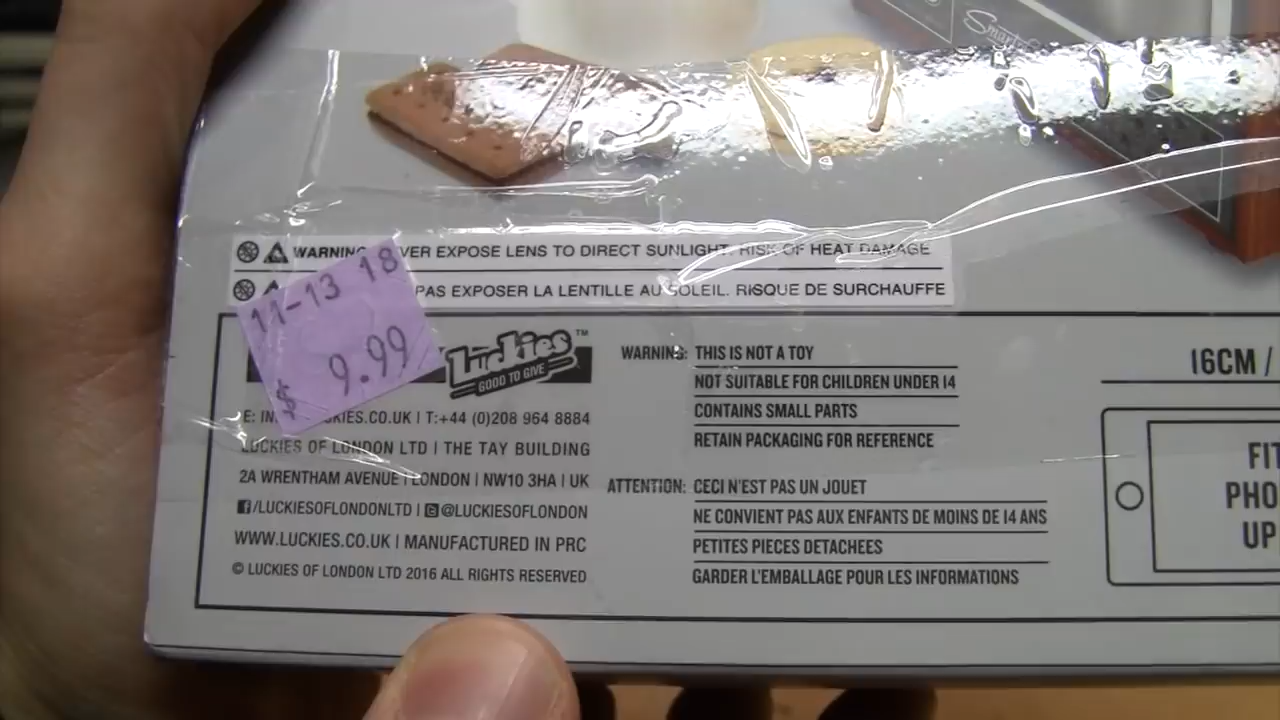 Smart
WARNING VER EXPOSE LENS TO DIRECT SUNLIGHT. RISK OF HEAT DAMAGE
PAS EXPOSER LA LENTILLE AU SOLEIL. RISQUE DE SURCHAUFFE
11-13 18
$ 9.99
Luckies™
GOOD TO GIVE
E: IN KIES.CO.UK | T:+44 (0)208 964 8884
LUCKIES OF LONDON LTD | THE TAY BUILDING
2A WRENTHAM AVENUE | LONDON | NW10 3HA | UK
/LUCKIESOFLONDONLTD | @LUCKIESOFLONDON
WWW.LUCKIES.CO.UK | MANUFACTURED IN PRC
© LUCKIES OF LONDON LTD 2016 ALL RIGHTS RESERVED
WARNING: THIS IS NOT A TOY
NOT SUITABLE FOR CHILDREN UNDER 14
CONTAINS SMALL PARTS
RETAIN PACKAGING FOR REFERENCE
ATTENTION: CECI N'EST PAS UN JOUET
NE CONVIENT PAS AUX ENFANTS DE MOINS DE 14 ANS
PETITES PIECES DETACHEES
GARDER L'EMBALLAGE POUR LES INFORMATIONS
16CM /
FIT
PHO
UP